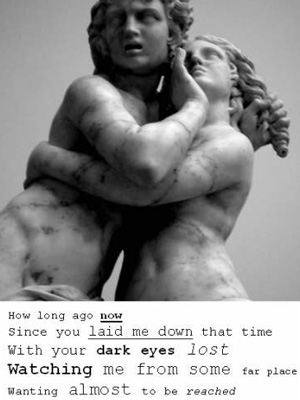 How long ago now
Since you laid me down that time
With your dark eyes lost
Watching me from some far place
Wanting almost to be reached